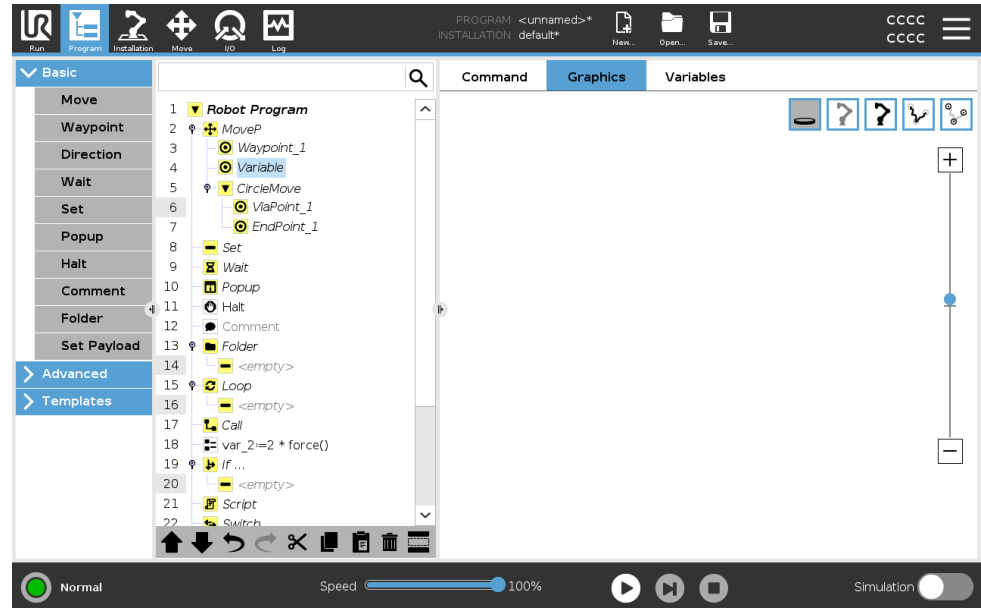 PROGRAM <unnamed>*
INSTALLATION default*
CCCC
CCCC
Run
Program
Installation
Move
I/O
Log
New...
Open...
Save...
Basic
Move
Waypoint
Direction
Wait
Set
Popup
Halt
Comment
Folder
Set Payload
Advanced
Templates
1 Robot Program
2 MoveP
3 Waypoint_1
4 Variable
5 CircleMove
6 ViaPoint_1
7 EndPoint_1
8 Set
9 Wait
10 Popup
11 Halt
12 Comment
13 Folder
14 <empty>
15 Loop
16 <empty>
17 Call
18 var_2:=2 * force()
19 If ...
20 <empty>
21 Script
22 Switch
Command
Graphics
Variables
Normal
Speed
100%
Simulation